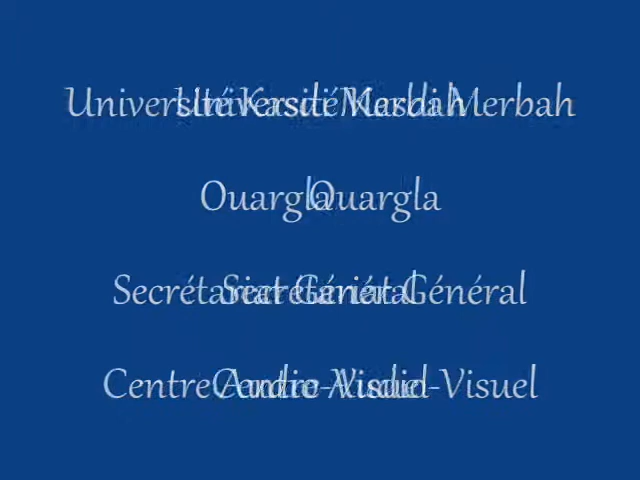 Université Kasdi Merbah
Ouargla
Secrétariat Général
Centre Audio-Visuel